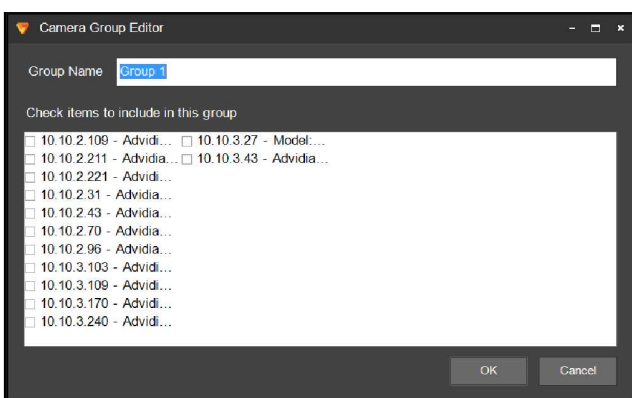 Camera Group Editor
Group Name Group 1
Check items to include in this group
10.10.2.109 - Advidi... 10.10.3.27 - Model:...
10.10.2.211 - Advidia... 10.10.3.43 - Advidia...
10.10.2.221 - Advidi...
10.10.2.31 - Advidia...
10.10.2.43 - Advidia...
10.10.2.70 - Advidia...
10.10.2.96 - Advidia...
10.10.3.103 - Advidi...
10.10.3.109 - Advidi...
10.10.3.170 - Advidi...
10.10.3.240 - Advidi...
OK Cancel